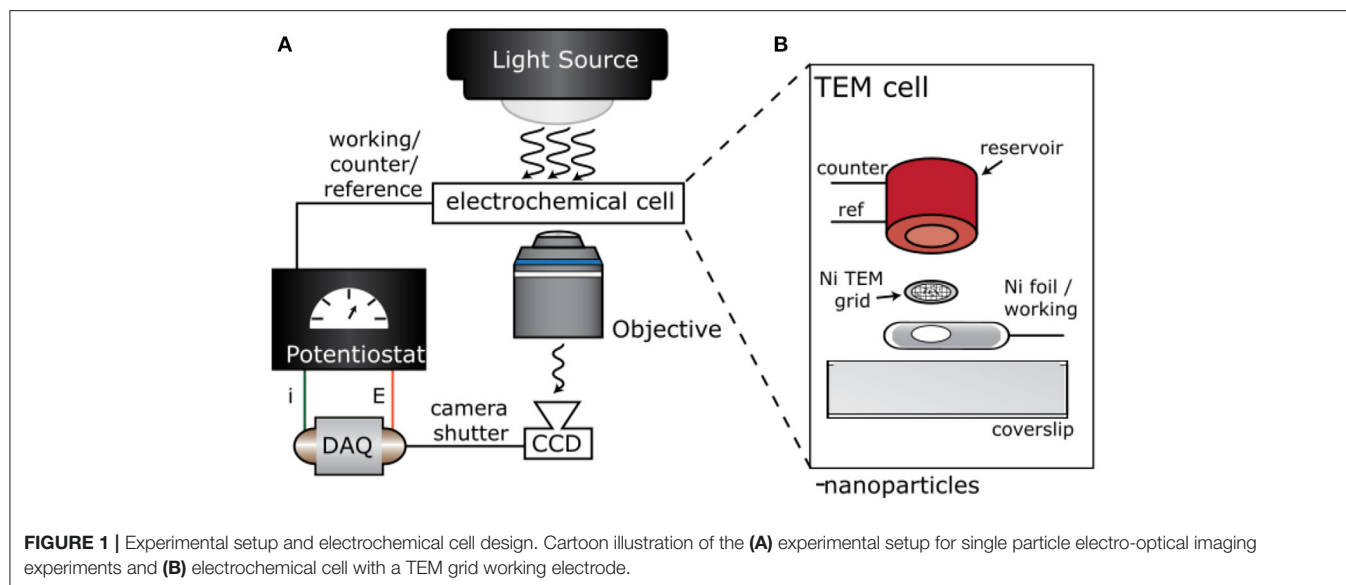 A
B
Light Source
working/
counter/
reference
electrochemical cell
Potentiostat
Objective
i
E
DAQ
camera
shutter
CCD
TEM cell
reservoir
counter
ref
Ni TEM
grid
Ni foil /
working
coverslip
-nanoparticles
FIGURE 1 | Experimental setup and electrochemical cell design. Cartoon illustration of the (A) experimental setup for single particle electro-optical imaging
experiments and (B) electrochemical cell with a TEM grid working electrode.